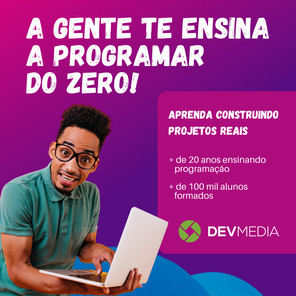 A GENTE TE ENSINA
A PROGRAMAR
DO ZERO!
APRENDA CONSTRUINDO
PROJETOS REAIS
+ de 20 anos ensinando
programação
+ de 100 mil alunos
formados
DEVMEDIA